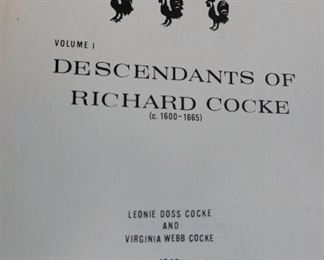 VOLUME I
DESCENDANTS OF
RICHARD COCKE
(c. 1600-1665)
LEONIE DOSS COCKE
AND
VIRGINIA WEBB COCKE